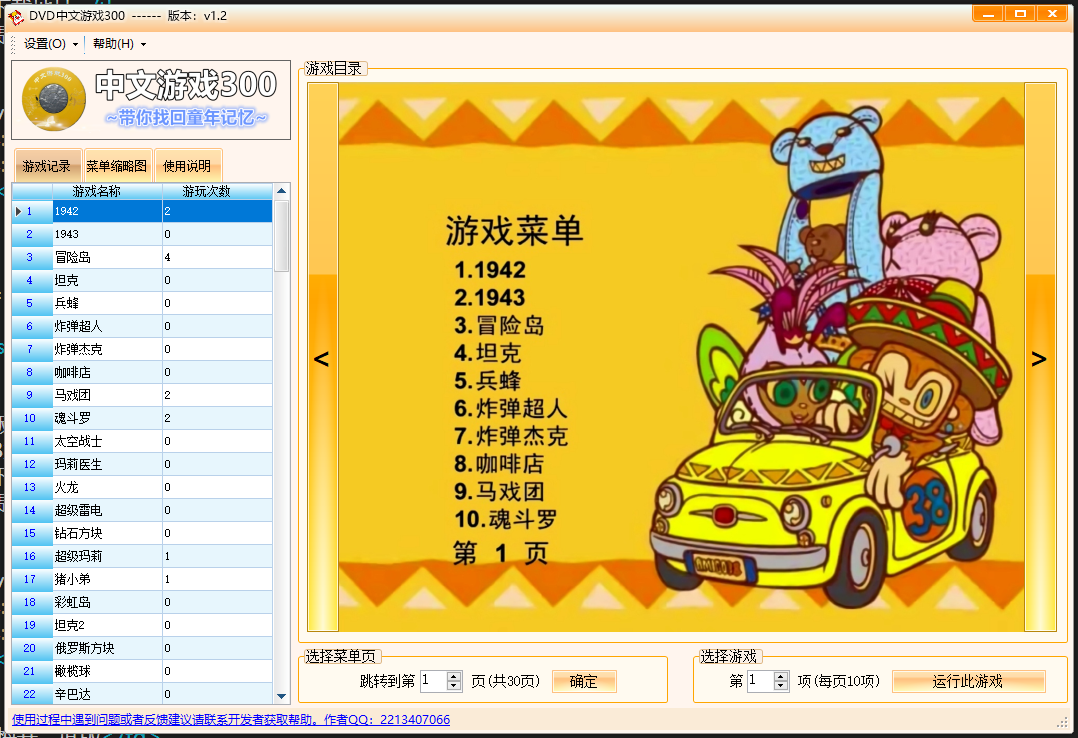 DVD中文游戏300 ------ 版本: v1.2
设置(O) 帮助(H)
中文游戏300
中文游戏300
~带你找回童年记忆~
游戏记录 菜单缩略图 使用说明
游戏名称 游玩次数
1 1942 2
2 1943 0
3 冒险岛 4
4 坦克 0
5 兵蜂 0
6 炸弹超人 0
7 炸弹杰克 0
8 咖啡店 0
9 马戏团 2
10 魂斗罗 2
11 太空战士 0
12 玛莉医生 0
13 火龙 0
14 超级雷电 0
15 钻石方块 0
16 超级玛莉 1
17 猪小弟 1
18 彩虹岛 0
19 坦克2 0
20 俄罗斯方块 0
21 橄榄球 0
22 辛巴达 0
游戏目录
<
游戏菜单
1.1942
2.1943
3.冒险岛
4.坦克
5.兵蜂
6.炸弹超人
7.炸弹杰克
8.咖啡店
9.马戏团
10.魂斗罗
第 1 页
38
AMIGO38
>
选择菜单页
跳转到第 1 页(共30页) 确定
选择游戏
第 1 项(每页10项) 运行此游戏
使用过程中遇到问题或者反馈建议请联系开发者获取帮助。作者QQ: 2213407066